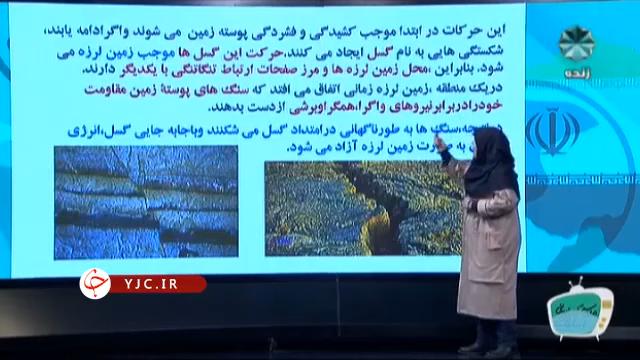 این حرکات در ابتدا موجب کشیدگی و فشردگی پوسته زمین می شوند واگرادامه یابند،
شکستگی هایی به نام گسل ایجاد می کنند.حرکت این گسل ها موجب زمین لرزه می
شود. بنابراین ،محل زمین لرزه ها و مرز صفحات ارتباط تنگاتنگی با یکدیگر دارند.
دریک منطقه ،زمین لرزه زمانی اتفاق می افتد که سنگ های پوستهٔ زمین مقاومت
خودرادربرابرنیروهای واگرا،همگراوبرشی ازدست بدهند.
سنگ ها به طورناگهانی درامتداد گسل می شکنند وباجابه جایی گسل،انرژی
به صورت زمین لرزه آزاد می شود.
زنده
YJC.IR